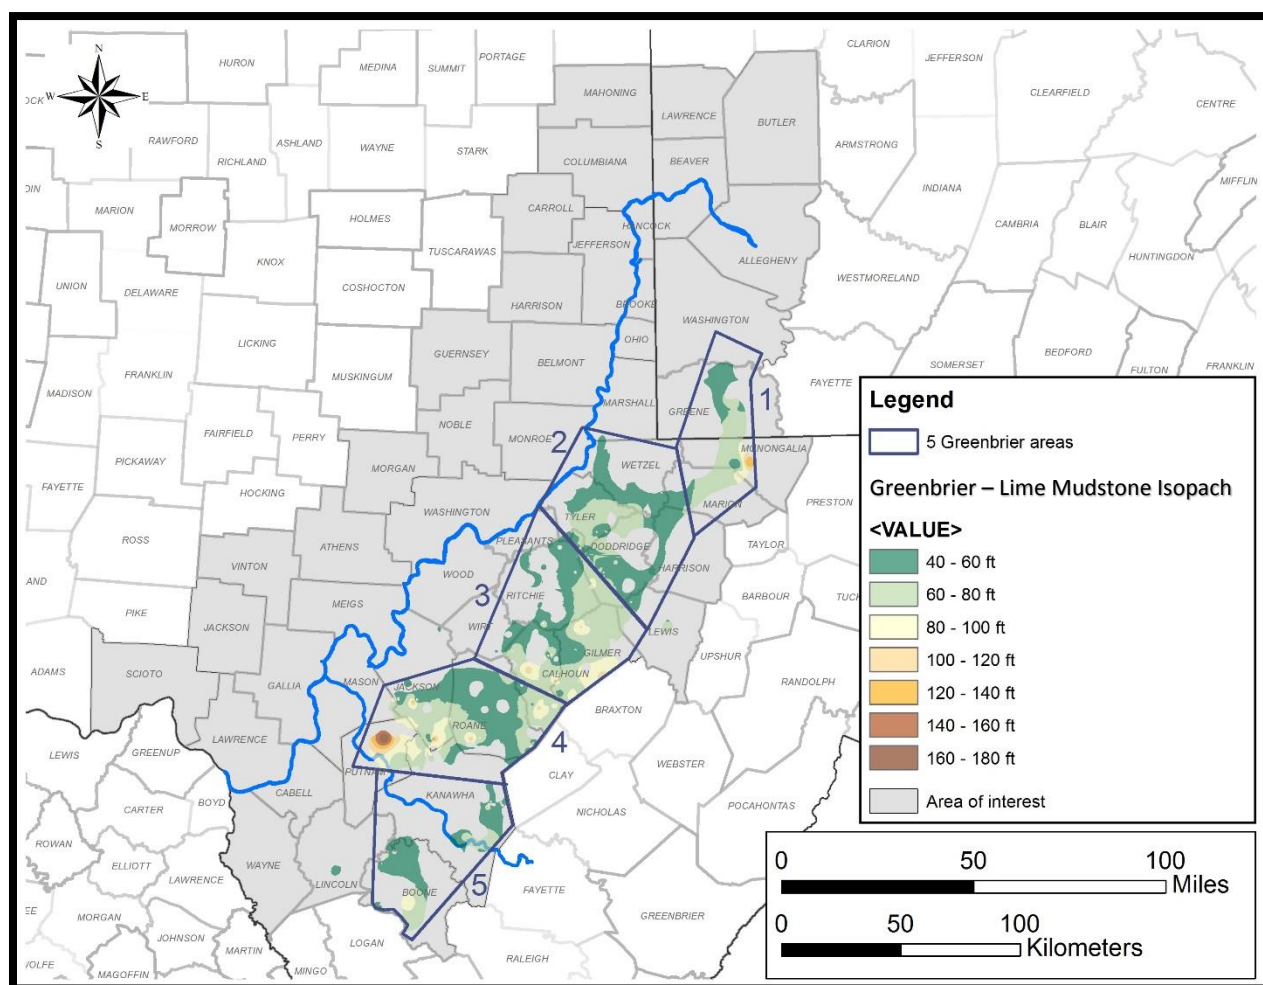 N
W E
S
HURON
MEDINA
SUMMIT
PORTAGE
MAHONING
CLARION
JEFFERSON
CLEARFIELD
CENTRE
OCK
RAWFORD
RICHLAND
ASHLAND
WAYNE
STARK
COLUMBIANA
LAWRENCE
BEAVER
BUTLER
ARMSTRONG
INDIANA
MIFFLIN
DIN
MARION
MORROW
HOLMES
CARROLL
TUSCARAWAS
JEFFERSON
HANCOCK
ALLEGHENY
WESTMORELAND
CAMBRIA
BLAIR
HUNTINGDON
UNION
DELAWARE
KNOX
COSHOCTON
HARRISON
BROOKE
WASHINGTON
LICKING
GUERNSEY
BELMONT
OHIO
MADISON
FRANKLIN
MUSKINGUM
MARSHALL
GREENE
1
FAYETTE
SOMERSET
BEDFORD
FULTON
FRANKLIN
FAIRFIELD
PERRY
NOBLE
MONROE
2
PICKAWAY
MORGAN
WETZEL
MONONGALIA
FAYETTE
HOCKING
WASHINGTON
TYLER
MARION
PRESTON
ROSS
ATHENS
PLEASANTS
DODDRIDGE
TAYLOR
AND
VINTON
WOOD
HARRISON
BARBOUR
TUCK
PIKE
MEIGS
3
RITCHIE
JACKSON
WIRT
LEWIS
UPSHUR
ADAMS
SCIOTO
GALLIA
MASON
JACKSON
CALHOUN
GILMER
RANDOLPH
BRAXTON
ROANE
4
LEWIS
GREENUP
LAWRENCE
PUTNAM
CLAY
WEBSTER
CARTER
BOYD
CABELL
KANAWHA
NICHOLAS
POCAHONTAS
ROWAN
ELLIOTT
LAWRENCE
WAYNE
LINCOLN
BOONE
5
FAYETTE
EE
MORGAN
JOHNSON
MARTIN
LOGAN
GREENBRIER
WOLFE
MAGOFFIN
MINGO
RALEIGH
Legend
5 Greenbrier areas
Greenbrier – Lime Mudstone Isopach
<VALUE>
40 - 60 ft
60 - 80 ft
80 - 100 ft
100 - 120 ft
120 - 140 ft
140 - 160 ft
160 - 180 ft
Area of interest
0 50 100
Miles
0 50 100
Kilometers